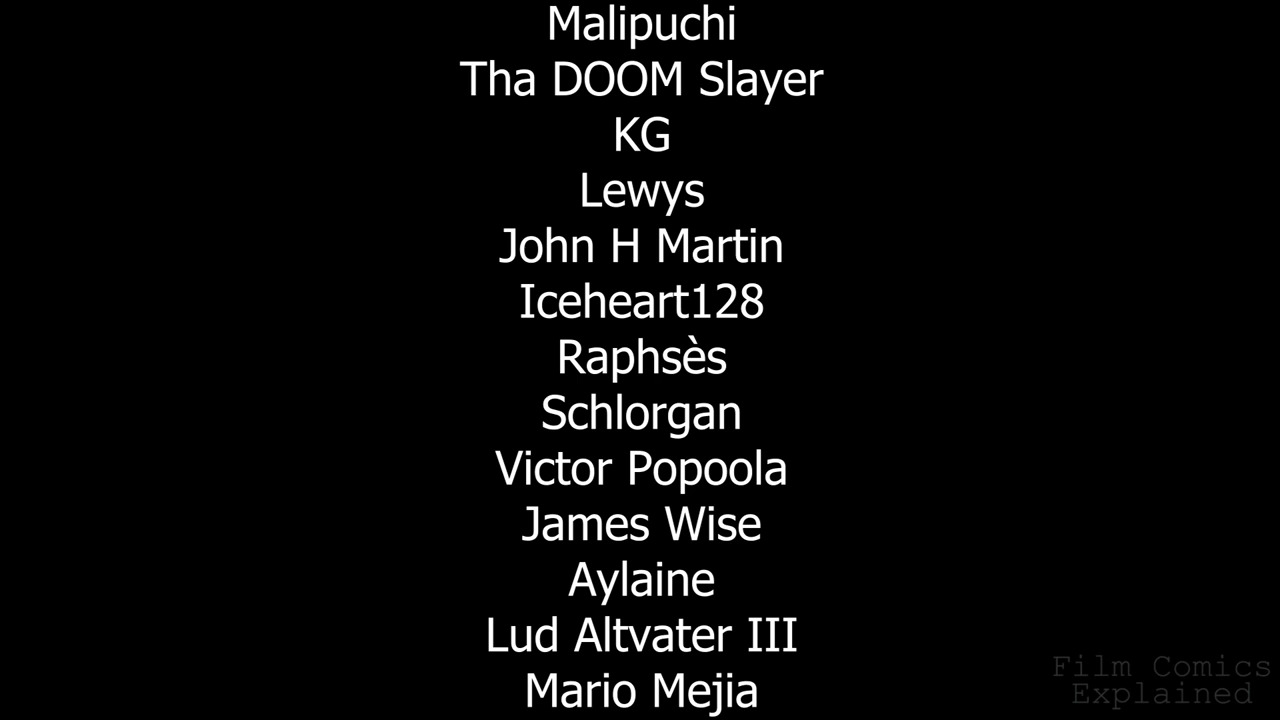 Malipuchi
Tha DOOM Slayer
KG
Lewys
John H Martin
Iceheart128
Raphsès
Schlorgan
Victor Popoola
James Wise
Aylaine
Lud Altvater III
Mario Mejia
Film Comics
Explained